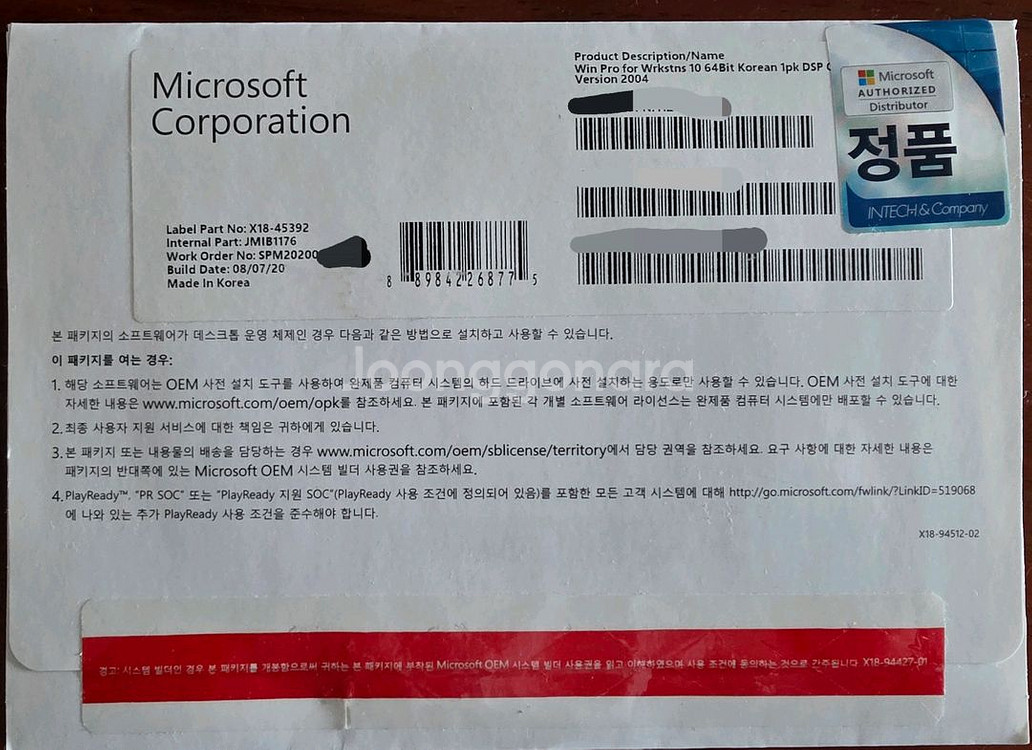 Microsoft
Corporation
Product Description/Name
Win Pro for Wrkstns 10 64Bit Korean 1pk DSP
Version 2004
Microsoft
AUTHORIZED
Distributor
정품
INTECH & Company
Label Part No: X18-45392
Internal Part: JMIB1176
Work Order No: SPM20200
Build Date: 08/07/20
Made In Korea
8 89842 26877 5
본 패키지의 소프트웨어가 데스크톱 운영 체제인 경우 다음과 같은 방법으로 설치하고 사용할 수 있습니다.
이 패키지를 여는 경우:
1. 해당 소프트웨어는 OEM 사전 설치 도구를 사용하여 완제품 컴퓨터 시스템의 하드 드라이브에 사전 설치하는 용도로만 사용할 수 있습니다. OEM 사전 설치 도구에 대한
자세한 내용은 www.microsoft.com/oem/opk를 참조하세요. 본 패키지에 포함된 각 개별 소프트웨어 라이선스는 완제품 컴퓨터 시스템에만 배포할 수 있습니다.
2. 최종 사용자 지원 서비스에 대한 책임은 귀하에게 있습니다.
3. 본 패키지 또는 내용물의 배송을 담당하는 경우 www.microsoft.com/oem/sblicense/territory에서 담당 권역을 참조하세요. 요구 사항에 대한 자세한 내용은
패키지의 반대쪽에 있는 Microsoft OEM 시스템 빌더 사용권을 참조하세요.
4. PlayReady™, "PR SOC" 또는 "PlayReady 지원 SOC"(PlayReady 사용 조건에 정의되어 있음)를 포함한 모든 고객 시스템에 대해 http://go.microsoft.com/fwlink/?LinkID=519068
에 나와 있는 추가 PlayReady 사용 조건을 준수해야 합니다.
X18-94512-02
joonggonara
경고: 시스템 빌더인 경우 본 패키지를 개봉함으로써 귀하는 본 패키지에 부착된 Microsoft OEM 시스템 빌더 사용권을 읽고 이해하였으며 사용 조건에 동의하는 것으로 간주됩니다. X18-94427-01